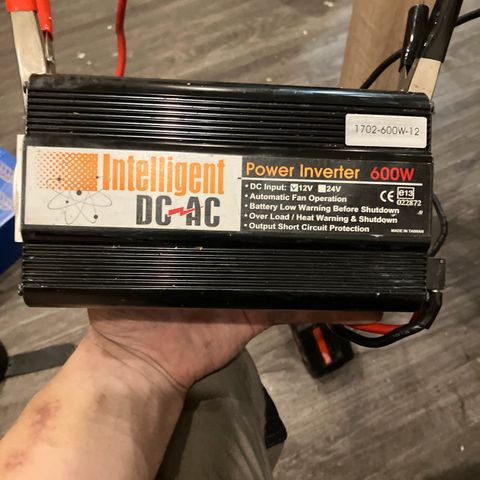 1702-600W-12
Intelligent
DC AC
Power Inverter 600W
• DC Input: 12V 24V
• Automatic Fan Operation
• Battery Low Warning Before Shutdown
• Over Load / Heat Warning & Shutdown
• Output Short Circuit Protection
CE e13
022872
MADE IN TAIWAN